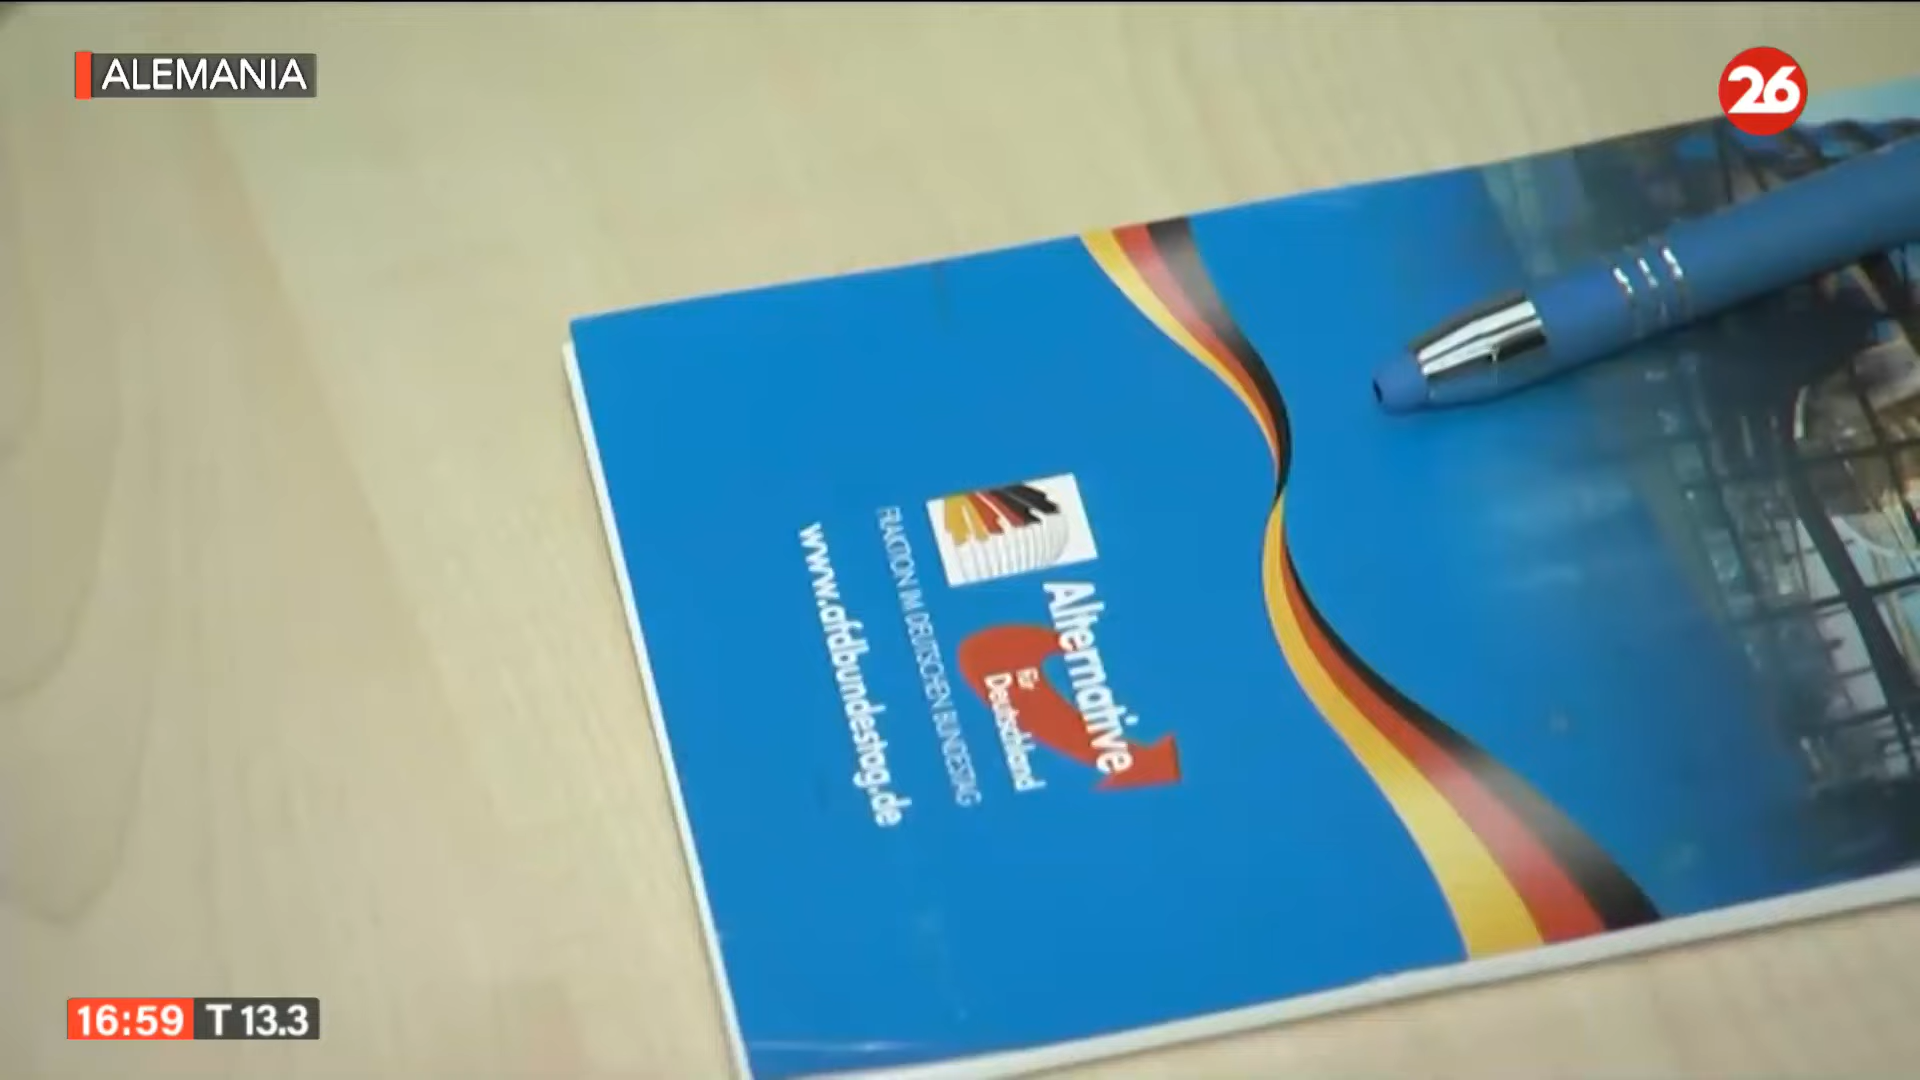 ALEMANIA
26
Alternative
für
Deutschland
FRAKTION IM DEUTSCHEN BUNDESTAG
www.afdbundestag.de
16:59 T 13.3